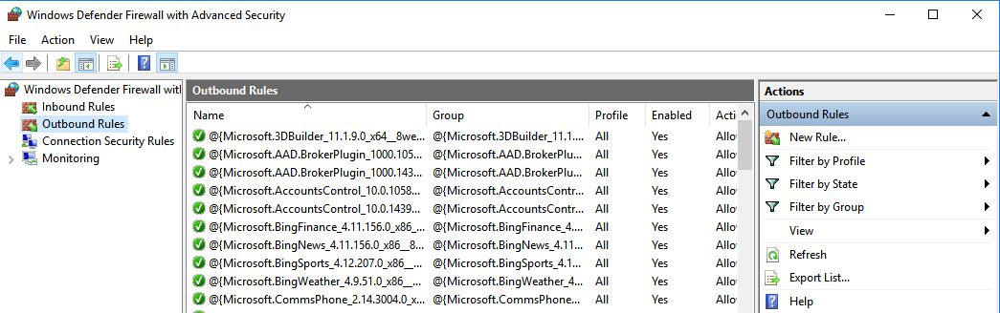 Windows Defender Firewall with Advanced Security
File Action View Help
Windows Defender Firewall witl
Inbound Rules
Outbound Rules
Connection Security Rules
Monitoring
Outbound Rules
Name Group Profile Enabled Acti
@{Microsoft.3DBuilder_11.1.9.0_x64__8we... @{Microsoft.3DBuilder_11.1.... All Yes Allo
@{Microsoft.AAD.BrokerPlugin_1000.105... @{Microsoft.AAD.BrokerPlu... All Yes Allo
@{Microsoft.AAD.BrokerPlugin_1000.143... @{Microsoft.AAD.BrokerPlu... All Yes Allo
@{Microsoft.AccountsControl_10.0.1058... @{Microsoft.AccountsContr... All Yes Allo
@{Microsoft.AccountsControl_10.0.1439... @{Microsoft.AccountsContr... All Yes Allo
@{Microsoft.BingFinance_4.11.156.0_x86_... @{Microsoft.BingFinance_4.... All Yes Allo
@{Microsoft.BingNews_4.11.156.0_x86__8... @{Microsoft.BingNews_4.11... All Yes Allo
@{Microsoft.BingSports_4.12.207.0_x86__... @{Microsoft.BingSports_4.1... All Yes Allo
@{Microsoft.BingWeather_4.9.51.0_x86__... @{Microsoft.BingWeather_4... All Yes Allo
@{Microsoft.CommsPhone_2.14.3004.0_x... @{Microsoft.CommsPhone... All Yes Allo
Actions
Outbound Rules
New Rule...
Filter by Profile
Filter by State
Filter by Group
View
Refresh
Export List...
Help